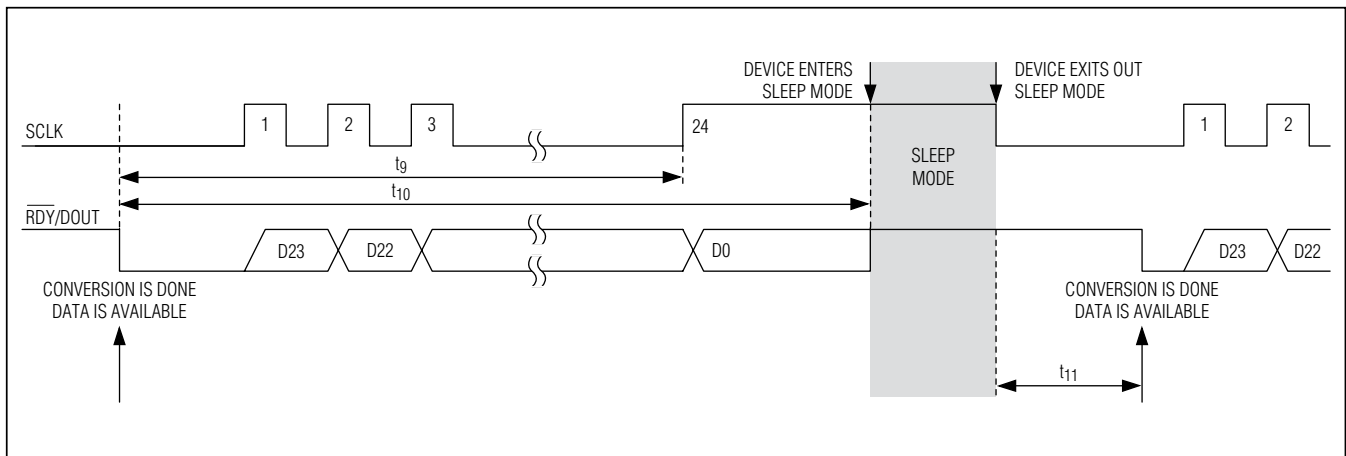 DEVICE ENTERS
SLEEP MODE
DEVICE EXITS OUT
SLEEP MODE
SCLK
1
2
3
24
1
2
SLEEP
MODE
t9
t10
RDY/DOUT
D23
D22
D0
D23
D22
CONVERSION IS DONE
DATA IS AVAILABLE
CONVERSION IS DONE
DATA IS AVAILABLE
t11